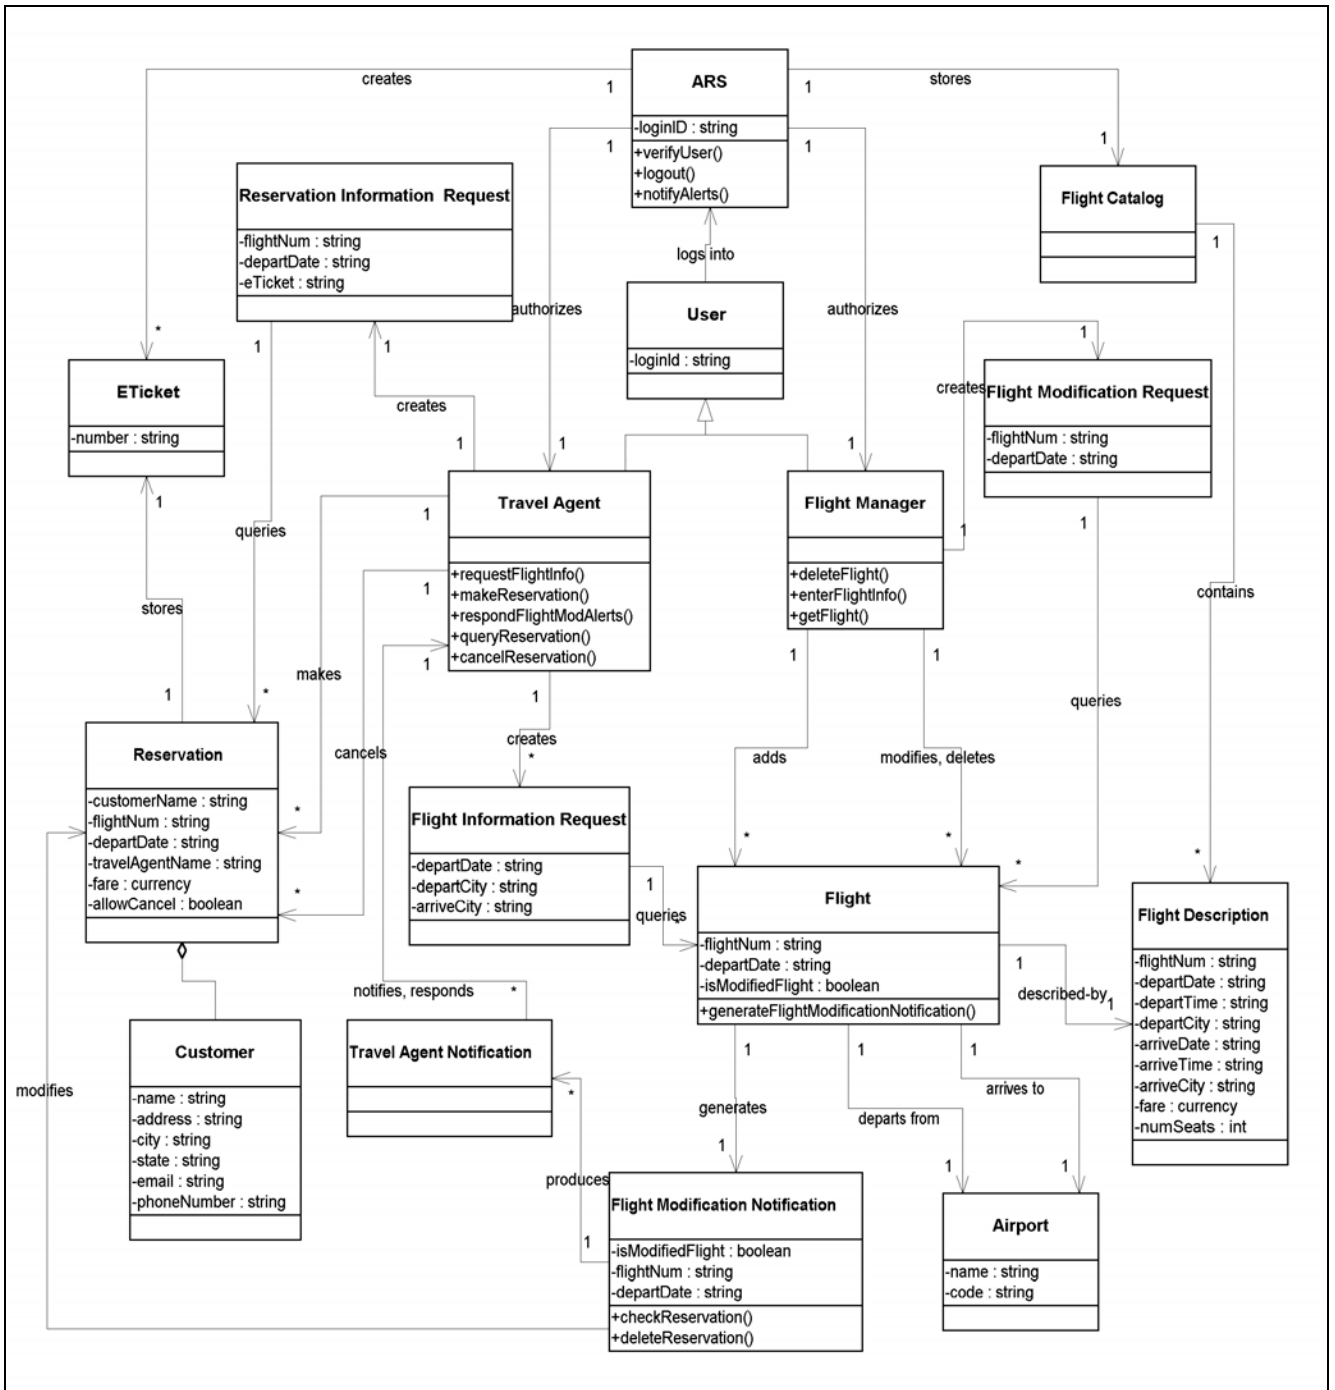 ARS
-loginID : string
+verifyUser()
+logout()
+notifyAlerts()
creates
1
1
stores
1
1
1
Flight Catalog
1
Reservation Information Request
-flightNum : string
-departDate : string
-eTicket : string
logs into
User
-loginId : string
authorizes
authorizes
*
1
1
1
ETicket
-number : string
creates
1
1
1
creates
Flight Modification Request
-flightNum : string
-departDate : string
1
Travel Agent
+requestFlightInfo()
+makeReservation()
+respondFlightModAlerts()
+queryReservation()
+cancelReservation()
1
1
1
Flight Manager
+deleteFlight()
+enterFlightInfo()
+getFlight()
1
1
1
1
queries
stores
1
*
makes
cancels
1
creates
*
adds
modifies, deletes
queries
contains
*
*
*
*
Reservation
-customerName : string
-flightNum : string
-departDate : string
-travelAgentName : string
-fare : currency
-allowCancel : boolean
*
*
Flight Information Request
-departDate : string
-departCity : string
-arriveCity : string
1
queries
*
Flight
-flightNum : string
-departDate : string
-isModifiedFlight : boolean
+generateFlightModificationNotification()
1
described-by
1
Flight Description
-flightNum : string
-departDate : string
-departTime : string
-departCity : string
-arriveDate : string
-arriveTime : string
-arriveCity : string
-fare : currency
-numSeats : int
notifies, responds
*
Customer
-name : string
-address : string
-city : string
-state : string
-email : string
-phoneNumber : string
Travel Agent Notification
*
1
1
1
modifies
generates
departs from
arrives to
1
1
1
produces
1
Flight Modification Notification
-isModifiedFlight : boolean
-flightNum : string
-departDate : string
+checkReservation()
+deleteReservation()
Airport
-name : string
-code : string